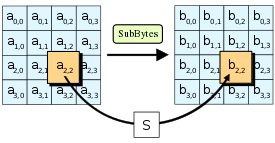 a0,0 a0,1 a0,2 a0,3
a1,0 a1,1 a1,2 a1,3
a2,0 a2,1 a2,2 a2,3
a3,0 a3,1 a3,2 a3,3
SubBytes
b0,0 b0,1 b0,2 b0,3
b1,0 b1,1 b1,2 b1,3
b2,0 b2,1 b2,2 b2,3
b3,0 b3,1 b3,2 b3,3
S